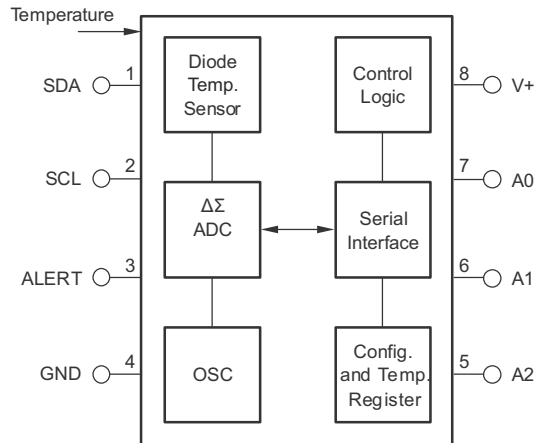 Temperature
SDA
1
Diode
Temp.
Sensor
Control
Logic
8
V+
SCL
2
ΔΣ
ADC
Serial
Interface
7
A0
ALERT
3
6
A1
GND
4
OSC
Config.
and Temp.
Register
5
A2